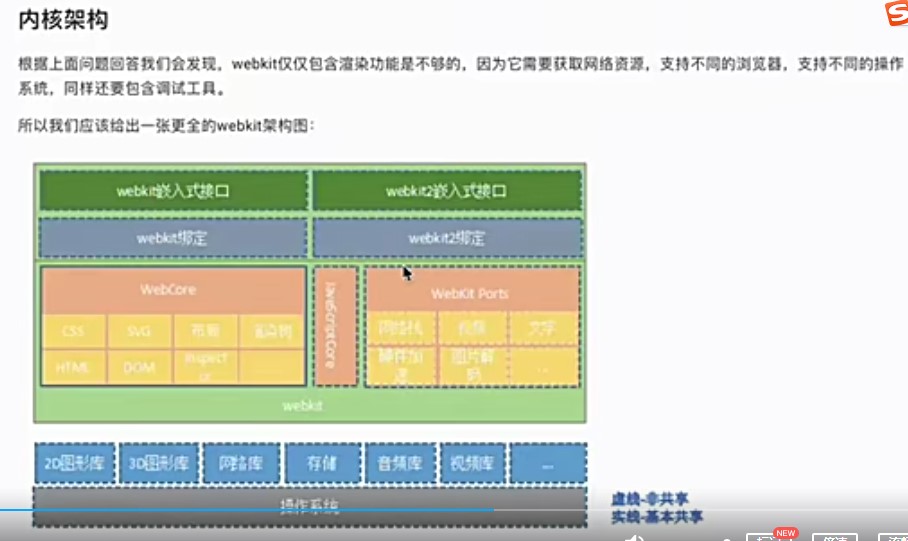 内核架构
根据上面问题回答我们会发现，webkit仅仅包含渲染功能是不够的，因为它需要获取网络资源，支持不同的浏览器，支持不同的操作
系统，同样还要包含调试工具。
所以我们应该给出一张更全的webkit架构图：
webkit嵌入式接口 webkit2嵌入式接口
webkit绑定 webkit2绑定
WebCore JavaScriptCore WebKit Ports
CSS SVG 布局 渲染树 网络栈 视频 文字
HTML DOM Inspector 硬件加速 图片解码 ...
webkit
2D图形库 3D图形库 网络库 存储 音频库 视频库 ...
操作系统
虚线-非共享
实线-基本共享
NEW
倍速